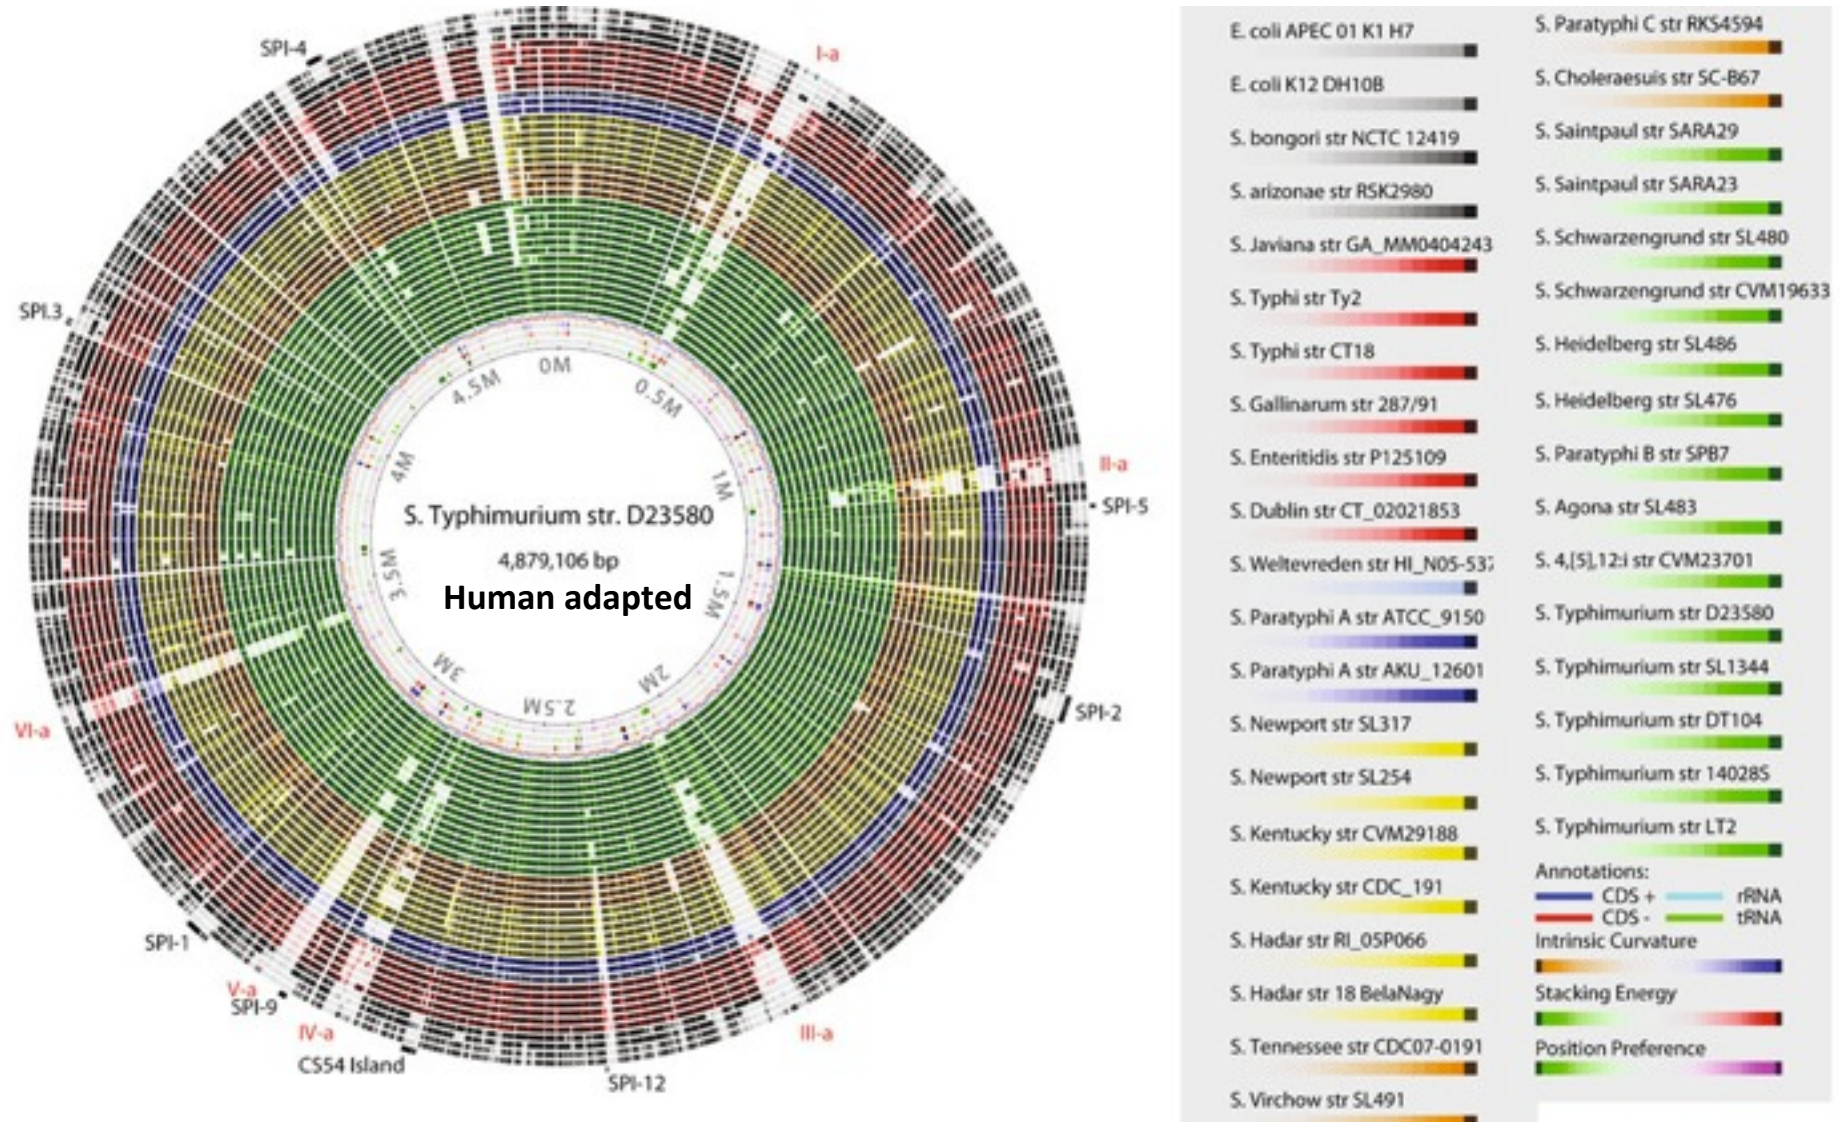 SPI-4
I-a
SPI.3
II-a
SPI-5
SPI-2
VI-a
SPI-1
V-a
SPI-9
IV-a
CS54 Island
SPI-12
III-a
0M
0.5M
1M
1.5M
2M
2.5M
3M
3.5M
4M
4.5M
S. Typhimurium str. D23580
4,879,106 bp
Human adapted
E. coli APEC 01 K1 H7
E. coli K12 DH10B
S. bongori str NCTC 12419
S. arizonae str RSK2980
S. Javiana str GA_MM0404243
S. Typhi str Ty2
S. Typhi str CT18
S. Gallinarum str 287/91
S. Enteritidis str P125109
S. Dublin str CT_02021853
S. Weltevreden str HI_N05-537
S. Paratyphi A str ATCC_9150
S. Paratyphi A str AKU_12601
S. Newport str SL317
S. Newport str SL254
S. Kentucky str CVM29188
S. Kentucky str CDC_191
S. Hadar str RI_05P066
S. Hadar str 18 BelaNagy
S. Tennessee str CDC07-0191
S. Virchow str SL491
S. Paratyphi C str RKS4594
S. Choleraesuis str SC-B67
S. Saintpaul str SARA29
S. Saintpaul str SARA23
S. Schwarzengrund str SL480
S. Schwarzengrund str CVM19633
S. Heidelberg str SL486
S. Heidelberg str SL476
S. Paratyphi B str SPB7
S. Agona str SL483
S. 4,[5],12:i str CVM23701
S. Typhimurium str D23580
S. Typhimurium str SL1344
S. Typhimurium str DT104
S. Typhimurium str 14028S
S. Typhimurium str LT2
Annotations:
CDS + rRNA
CDS - tRNA
Intrinsic Curvature
Stacking Energy
Position Preference